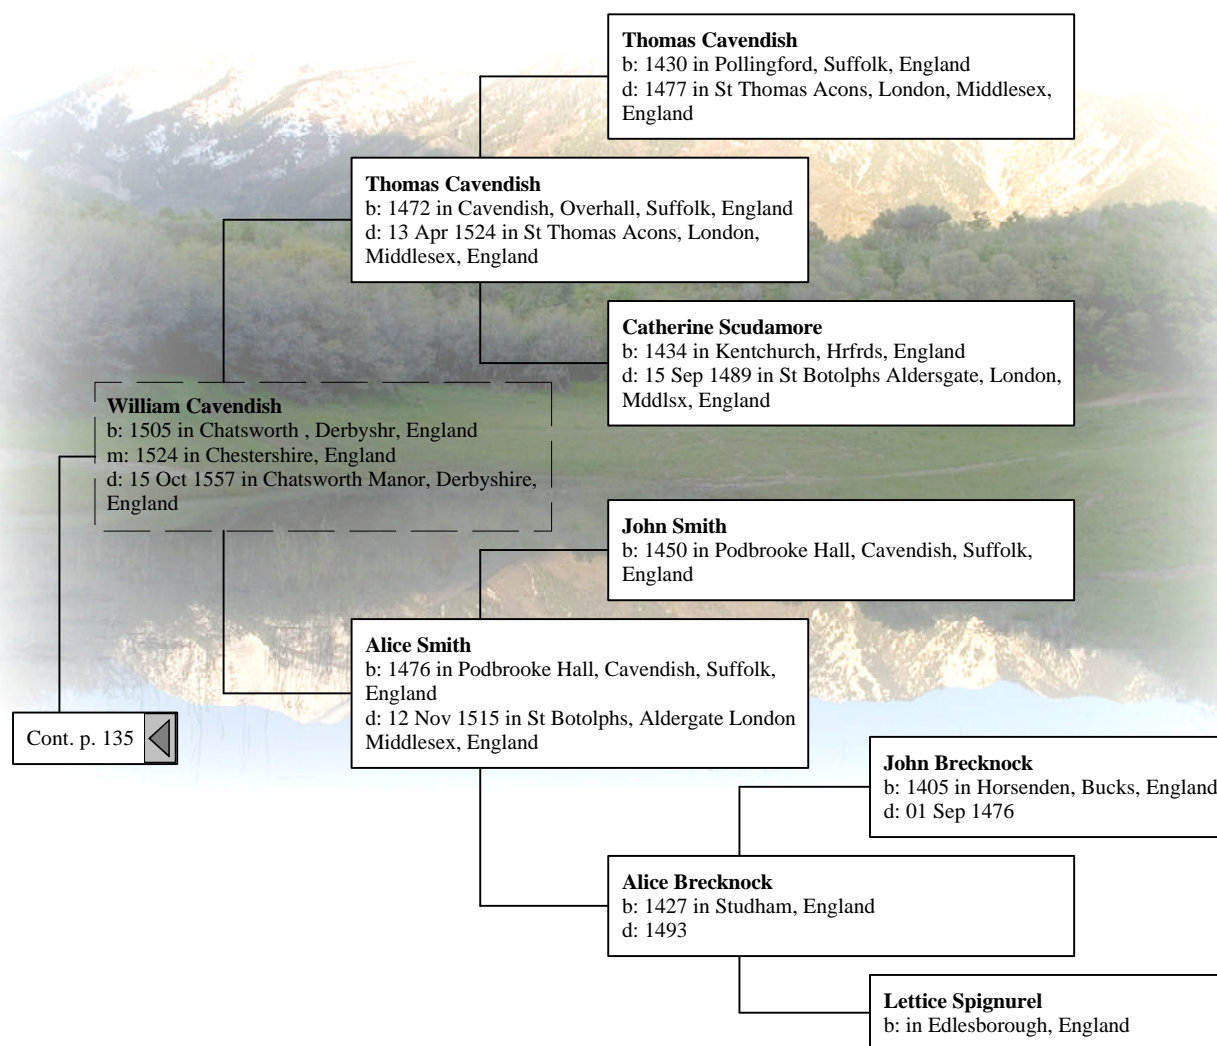 Thomas Cavendish
b: 1430 in Pollingford, Suffolk, England
d: 1477 in St Thomas Acons, London, Middlesex,
England
Thomas Cavendish
b: 1472 in Cavendish, Overhall, Suffolk, England
d: 13 Apr 1524 in St Thomas Acons, London,
Middlesex, England
Catherine Scudamore
b: 1434 in Kentchurch, Hrfrds, England
d: 15 Sep 1489 in St Botolphs Aldersgate, London,
Mddlsx, England
William Cavendish
b: 1505 in Chatsworth , Derbyshr, England
m: 1524 in Chestershire, England
d: 15 Oct 1557 in Chatsworth Manor, Derbyshire,
England
John Smith
b: 1450 in Podbrooke Hall, Cavendish, Suffolk,
England
Alice Smith
b: 1476 in Podbrooke Hall, Cavendish, Suffolk,
England
d: 12 Nov 1515 in St Botolphs, Aldergate London
Middlesex, England
Cont. p. 135
John Brecknock
b: 1405 in Horsenden, Bucks, England
d: 01 Sep 1476
Alice Brecknock
b: 1427 in Studham, England
d: 1493
Lettice Spignurel
b: in Edlesborough, England